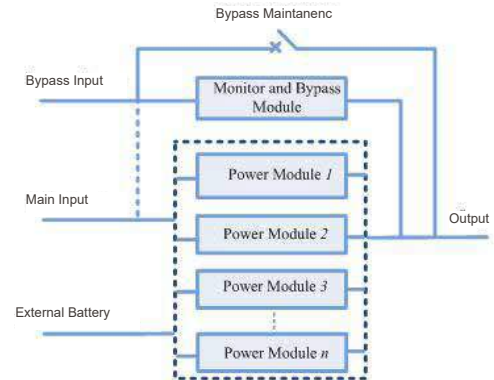 Bypass Maintanenc
Bypass Input
Monitor and Bypass
Module
Power Module 1
Main Input
Power Module 2
Output
Power Module 3
External Battery
Power Module n